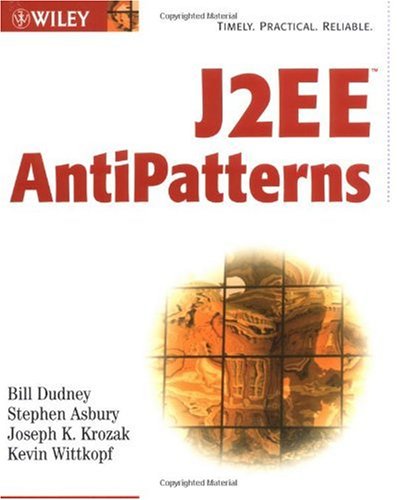 Copyrighted Material
WILEY
TIMELY. PRACTICAL. RELIABLE.
J2EE™
AntiPatterns
Bill Dudney
Stephen Asbury
Joseph K. Krozak
Kevin Wittkopf
Copyrighted Material